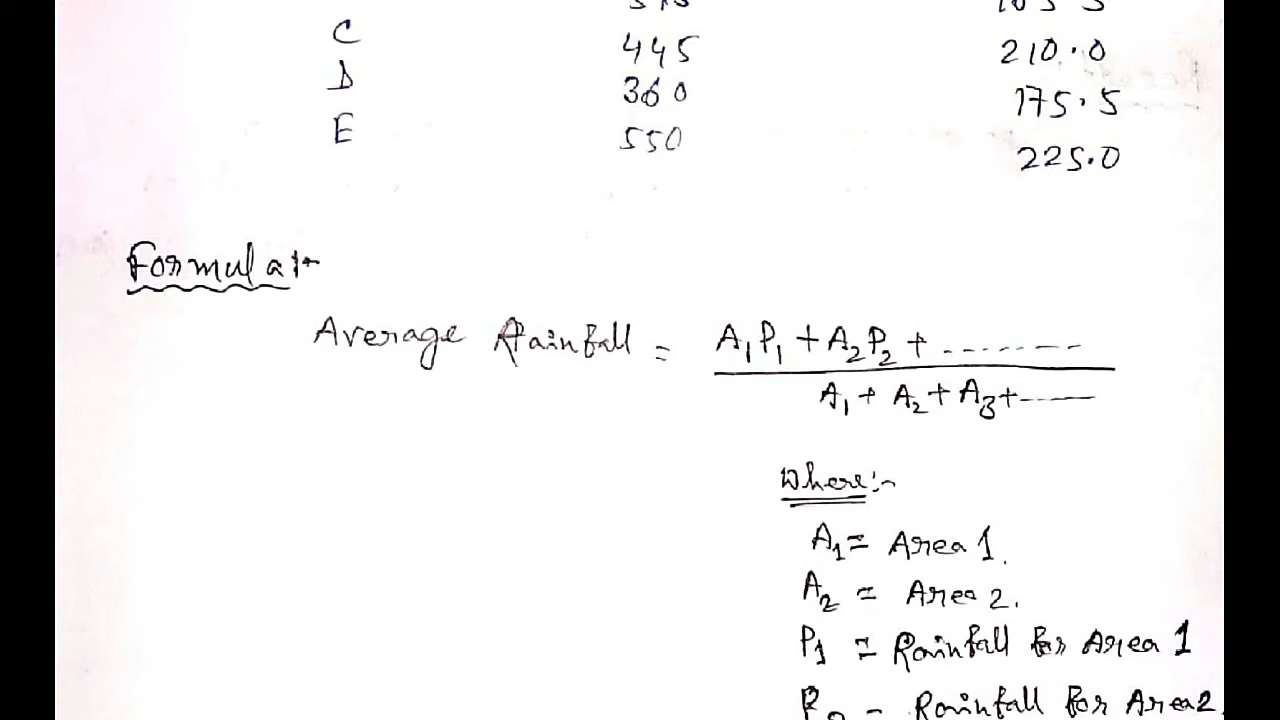 C 445 210.0
D 360 175.5
E 550 225.0
Formula:-
Average Rainfall = A₁P₁ + A₂P₂ + ........
A₁ + A₂ + A₃ + ------
Where:-
A₁ = Area 1.
A₂ = Area 2.
P₁ = Rainfall for Area 1
P₂ = Rainfall for Area 2